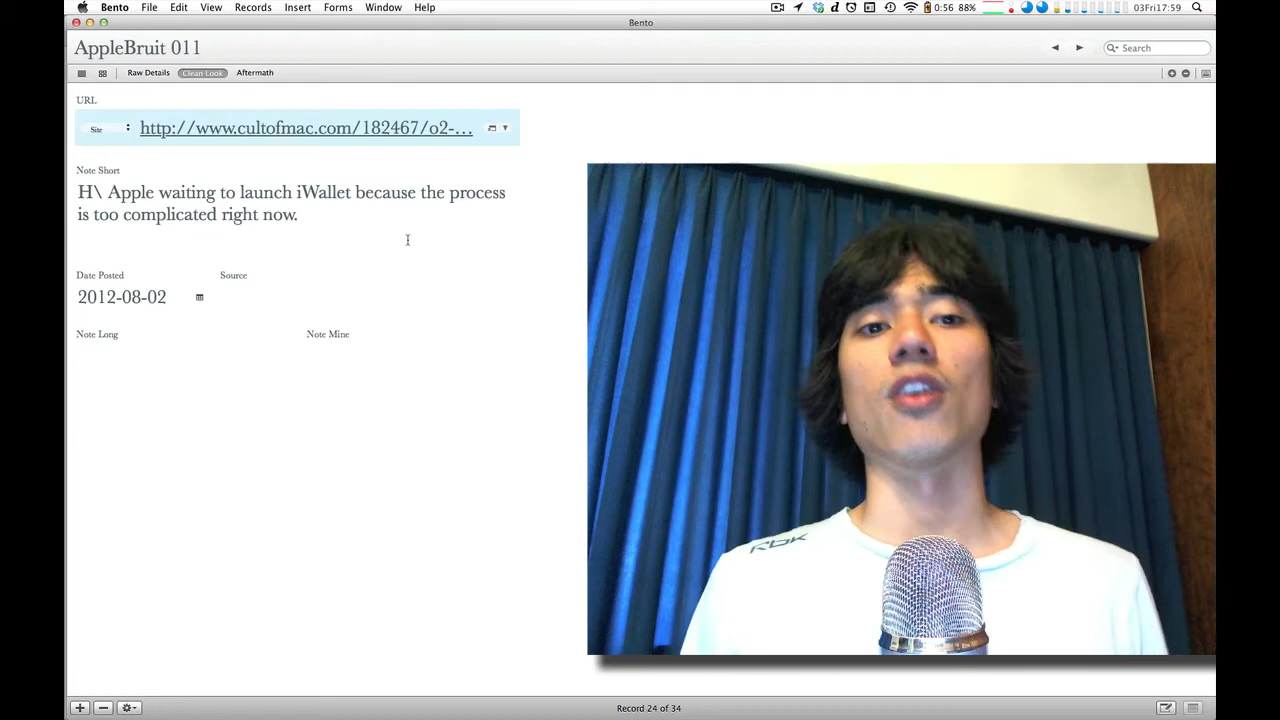 Bento File Edit View Records Insert Forms Window Help
0:56 88% 03Fri17:59
Bento
AppleBruit 011
Search
Raw Details Clean Look Aftermath
URL
Site : http://www.cultofmac.com/182467/o2-...
Note Short
H\ Apple waiting to launch iWallet because the process
is too complicated right now.
Date Posted Source
2012-08-02
Note Long Note Mine
RBK
Record 24 of 34